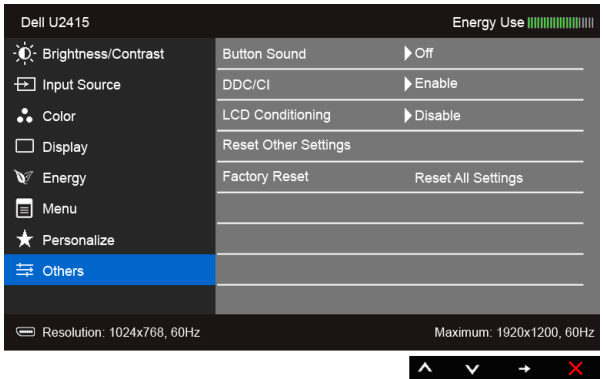 Dell U2415 Energy Use
Brightness/Contrast Button Sound Off
Input Source DDC/CI Enable
Color LCD Conditioning Disable
Display Reset Other Settings
Energy Factory Reset Reset All Settings
Menu
Personalize
Others
Resolution: 1024x768, 60Hz Maximum: 1920x1200, 60Hz